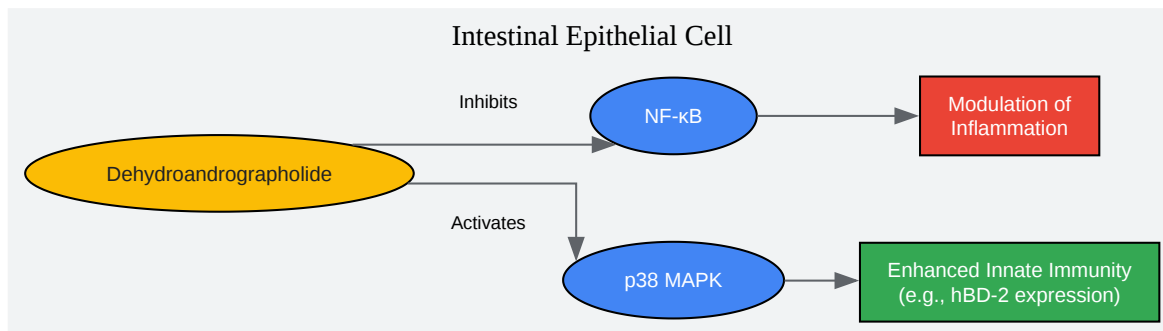 Intestinal Epithelial Cell
Inhibits
NF-κB
Modulation of
Inflammation
Dehydroandrographolide
Activates
p38 MAPK
Enhanced Innate Immunity
(e.g., hBD-2 expression)